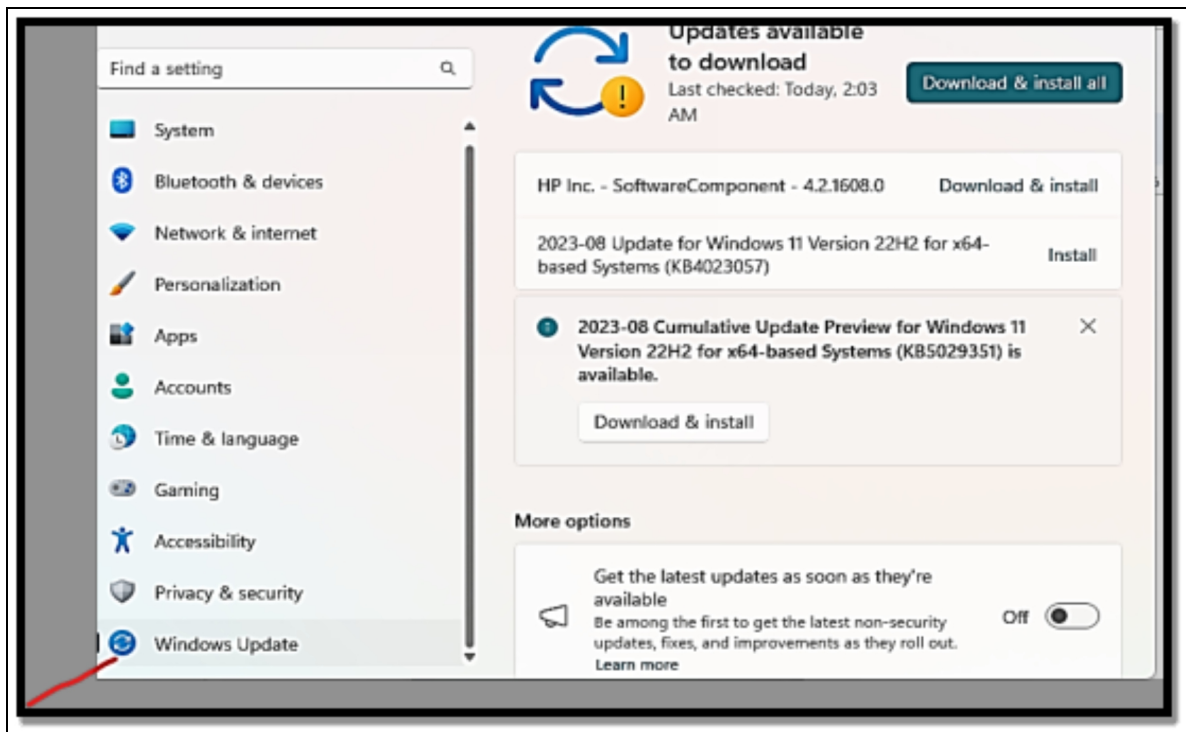 Find a setting
System
Bluetooth & devices
Network & internet
Personalization
Apps
Accounts
Time & language
Gaming
Accessibility
Privacy & security
Windows Update
Updates available
to download
Last checked: Today, 2:03
AM
Download & install all
HP Inc. - SoftwareComponent - 4.2.1608.0
Download & install
2023-08 Update for Windows 11 Version 22H2 for x64-
based Systems (KB4023057)
Install
2023-08 Cumulative Update Preview for Windows 11
Version 22H2 for x64-based Systems (KB5029351) is
available.
Download & install
More options
Get the latest updates as soon as they're
available
Be among the first to get the latest non-security
updates, fixes, and improvements as they roll out.
Learn more
Off